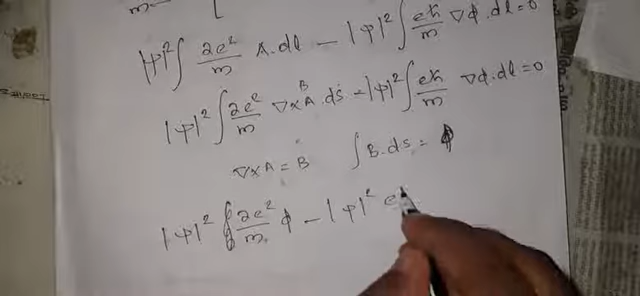 m
|ψ|² ∫ 2e²/m A.dl − |ψ|² ∫ eħ/m ∇φ.dl = 0
|ψ|² ∫ 2e²/m ∇×A^B.ds − |ψ|² ∫ eħ/m ∇φ.dl = 0
∇×A = B ∫B.ds = φ
|ψ|² ∮ 2e²/m φ − |ψ|² e